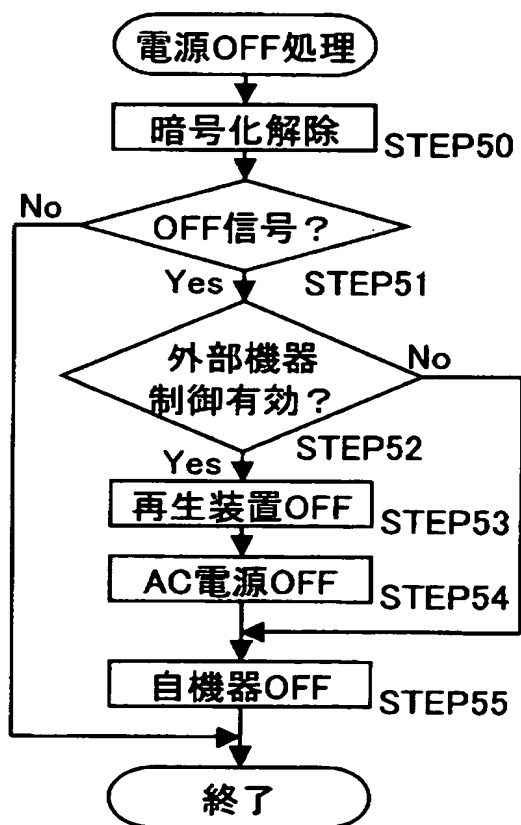 電源OFF処理
暗号化解除
STEP50
No
OFF信号？
Yes
STEP51
外部機器
制御有効？
No
STEP52
Yes
再生装置OFF
STEP53
AC電源OFF
STEP54
自機器OFF
STEP55
終了